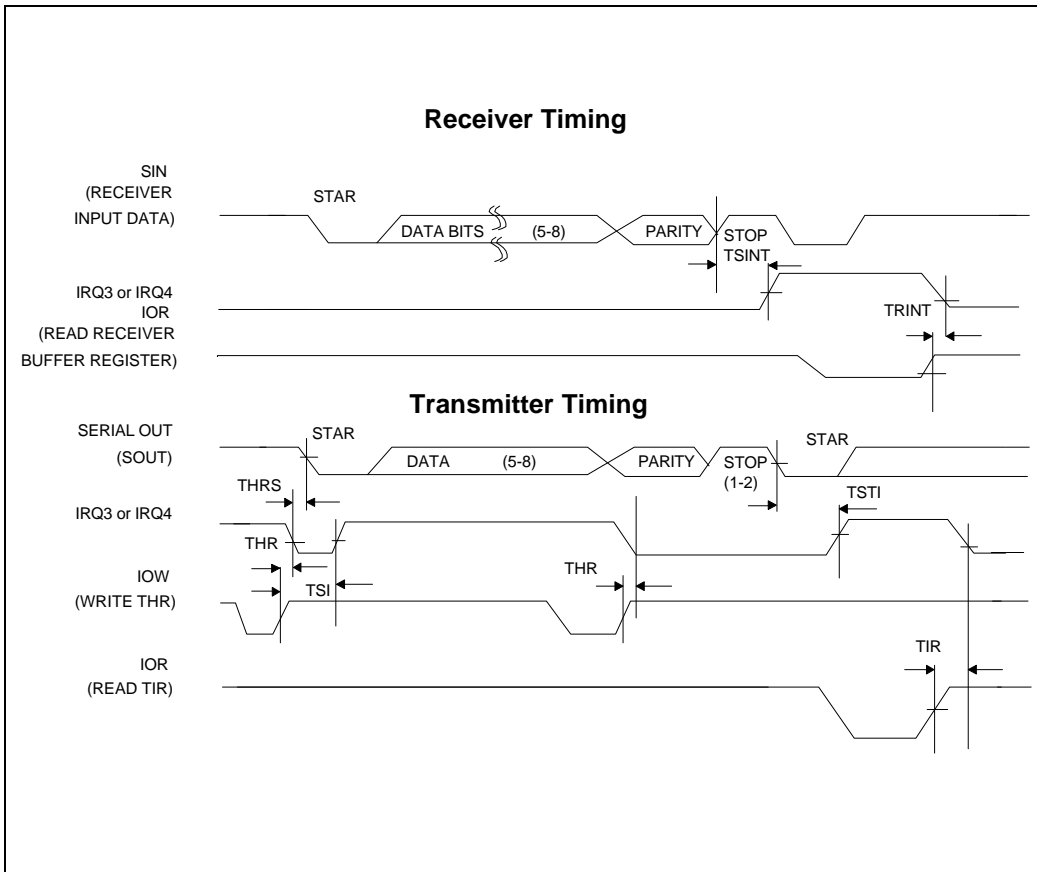 Receiver Timing
SIN
(RECEIVER
INPUT DATA)
STAR
DATA BITS (5-8)
PARITY
STOP
TSINT
IRQ3 or IRQ4
IOR
(READ RECEIVER
BUFFER REGISTER)
TRINT
Transmitter Timing
SERIAL OUT
(SOUT)
STAR
DATA (5-8)
PARITY
STOP
(1-2)
STAR
THRS
TSTI
IRQ3 or IRQ4
THR
THR
IOW
(WRITE THR)
TSI
IOR
(READ TIR)
TIR